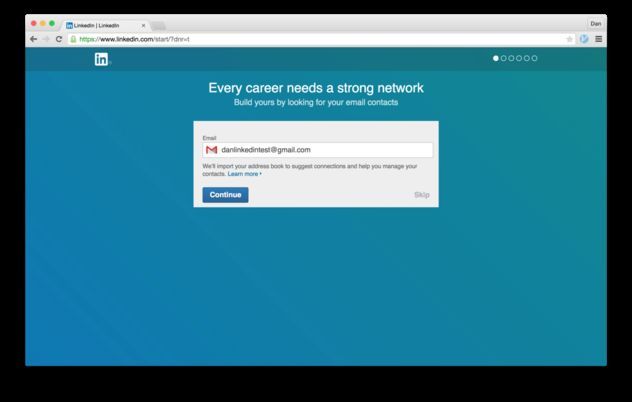 LinkedIn | LinkedIn
Dan
https://www.linkedin.com/start/?dnr=t
in
Every career needs a strong network
Build yours by looking for your email contacts
Email
danlinkedintest@gmail.com
We'll import your address book to suggest connections and help you manage your
contacts. Learn more
Continue
Skip